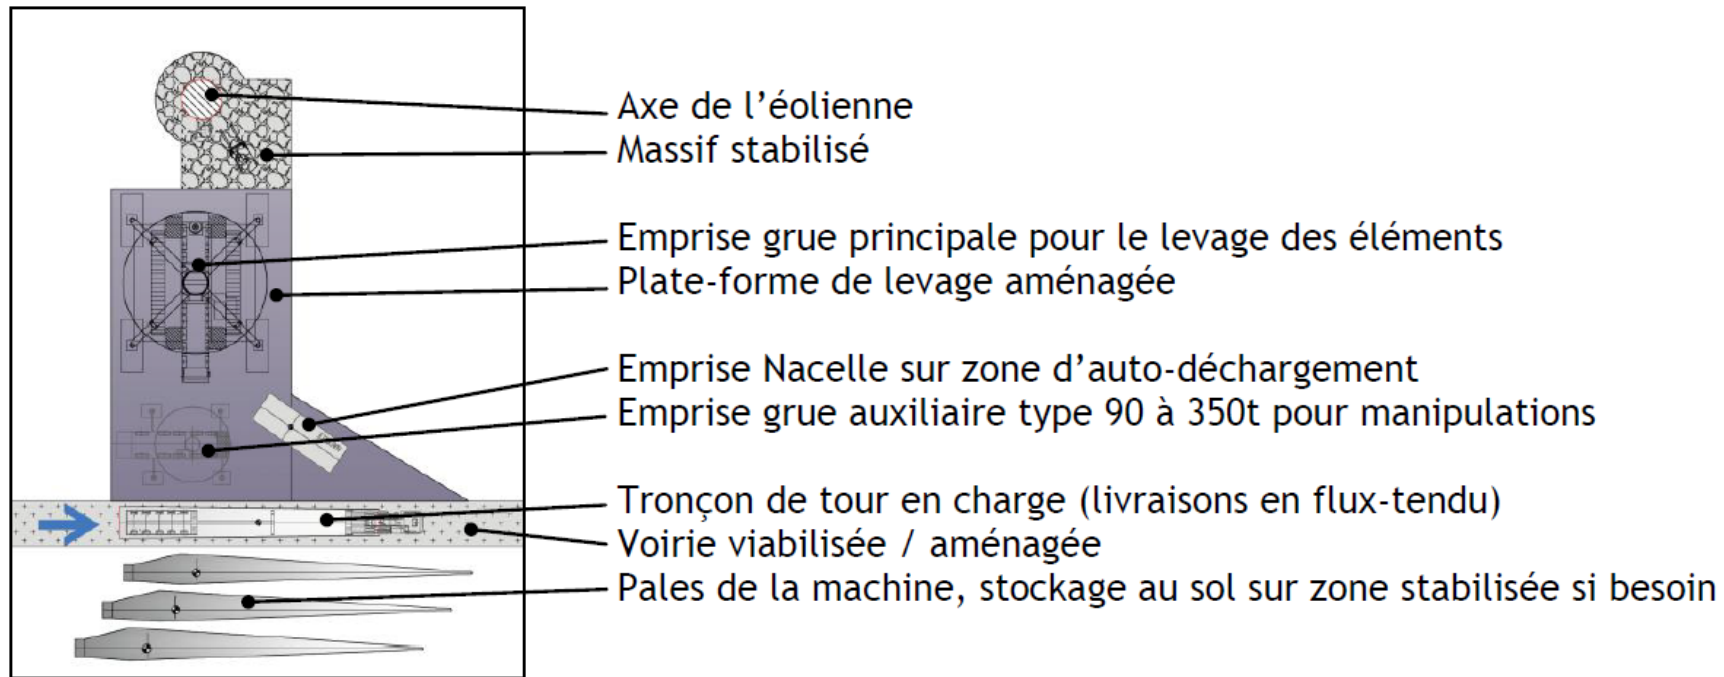 Axe de l'éolienne
Massif stabilisé
Emprise grue principale pour le levage des éléments
Plate-forme de levage aménagée
Emprise Nacelle sur zone d'auto-déchargement
Emprise grue auxiliaire type 90 à 350t pour manipulations
Tronçon de tour en charge (livraisons en flux-tendu)
Voirie viabilisée / aménagée
Pales de la machine, stockage au sol sur zone stabilisée si besoin